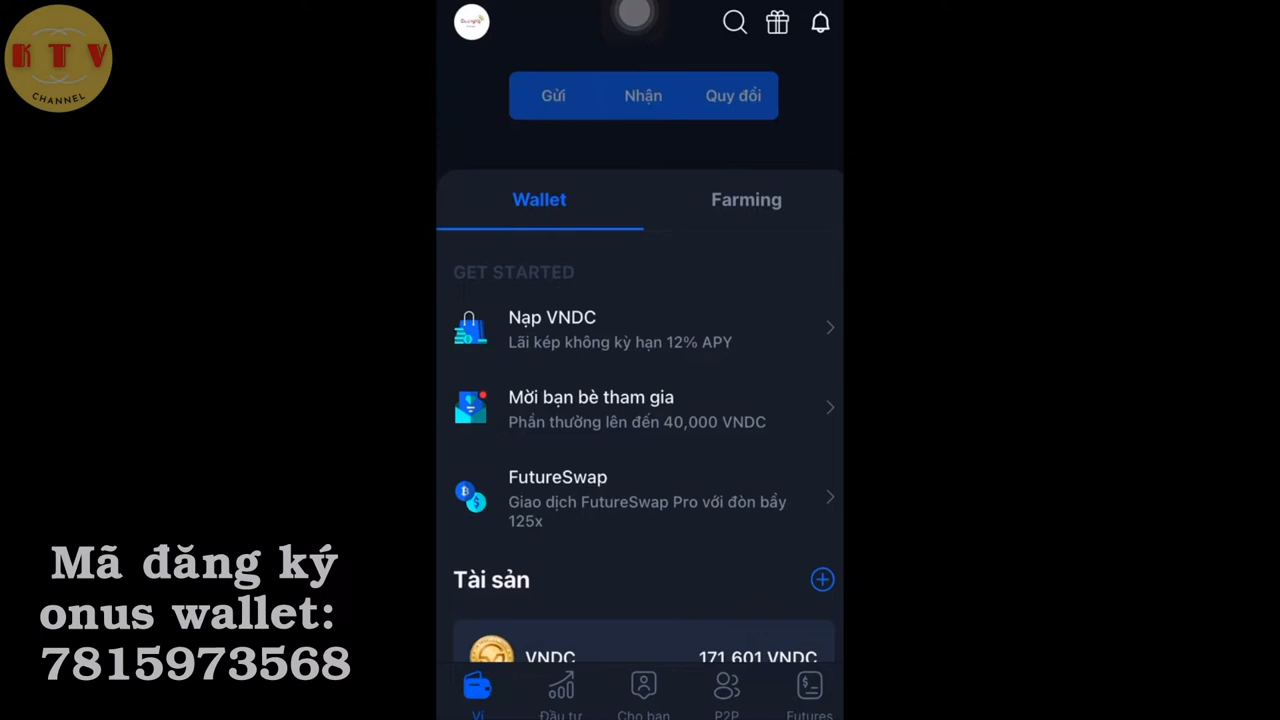 K T V
CHANNEL
Gửi
Nhận
Quy đổi
Wallet
Farming
GET STARTED
Nạp VNDC
Lãi kép không kỳ hạn 12% APY
Mời bạn bè tham gia
Phần thưởng lên đến 40,000 VNDC
FutureSwap
Giao dịch FutureSwap Pro với đòn bẩy
125x
Tài sản
VNDC
171,601 VNDC
Ví
Đầu tư
Cho bạn
P2P
Futures
Mã đăng ký
onus wallet:
7815973568